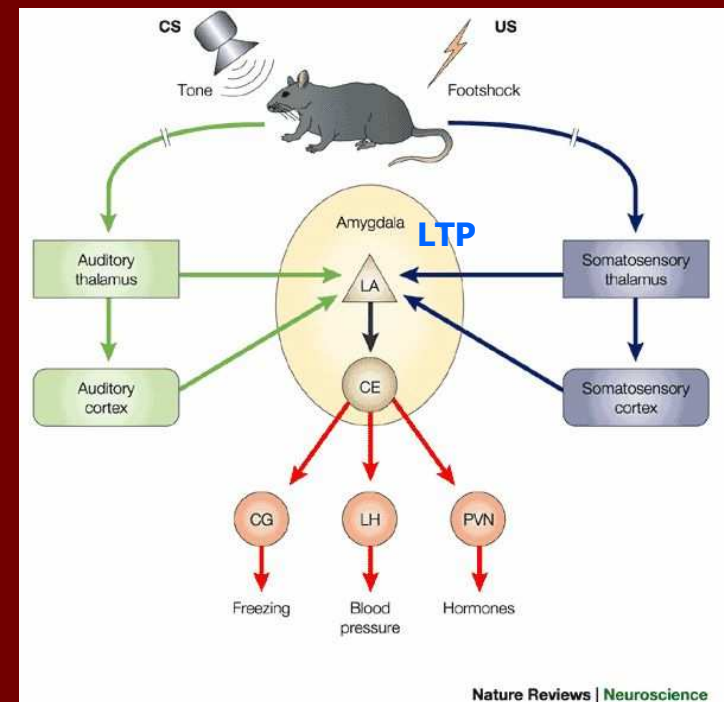 CS
US
Tone
Footshock
Amygdala
LTP
Auditory
thalamus
LA
Somatosensory
thalamus
Auditory
cortex
CE
Somatosensory
cortex
CG
LH
PVN
Freezing
Blood
pressure
Hormones
Nature Reviews | Neuroscience